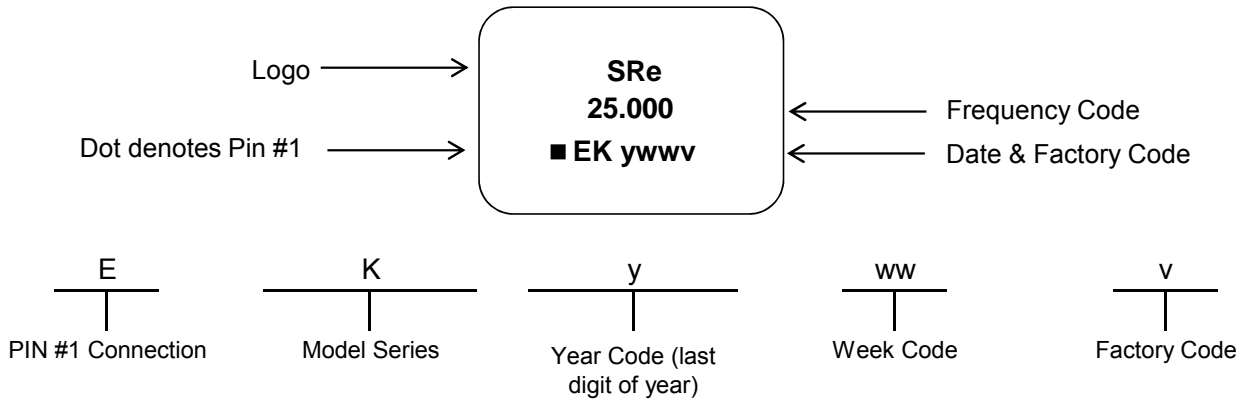 Logo
SRe
25.000
Frequency Code
Dot denotes Pin #1
■ EK ywwv
Date & Factory Code
E
K
y
ww
v
PIN #1 Connection
Model Series
Year Code (last
digit of year)
Week Code
Factory Code